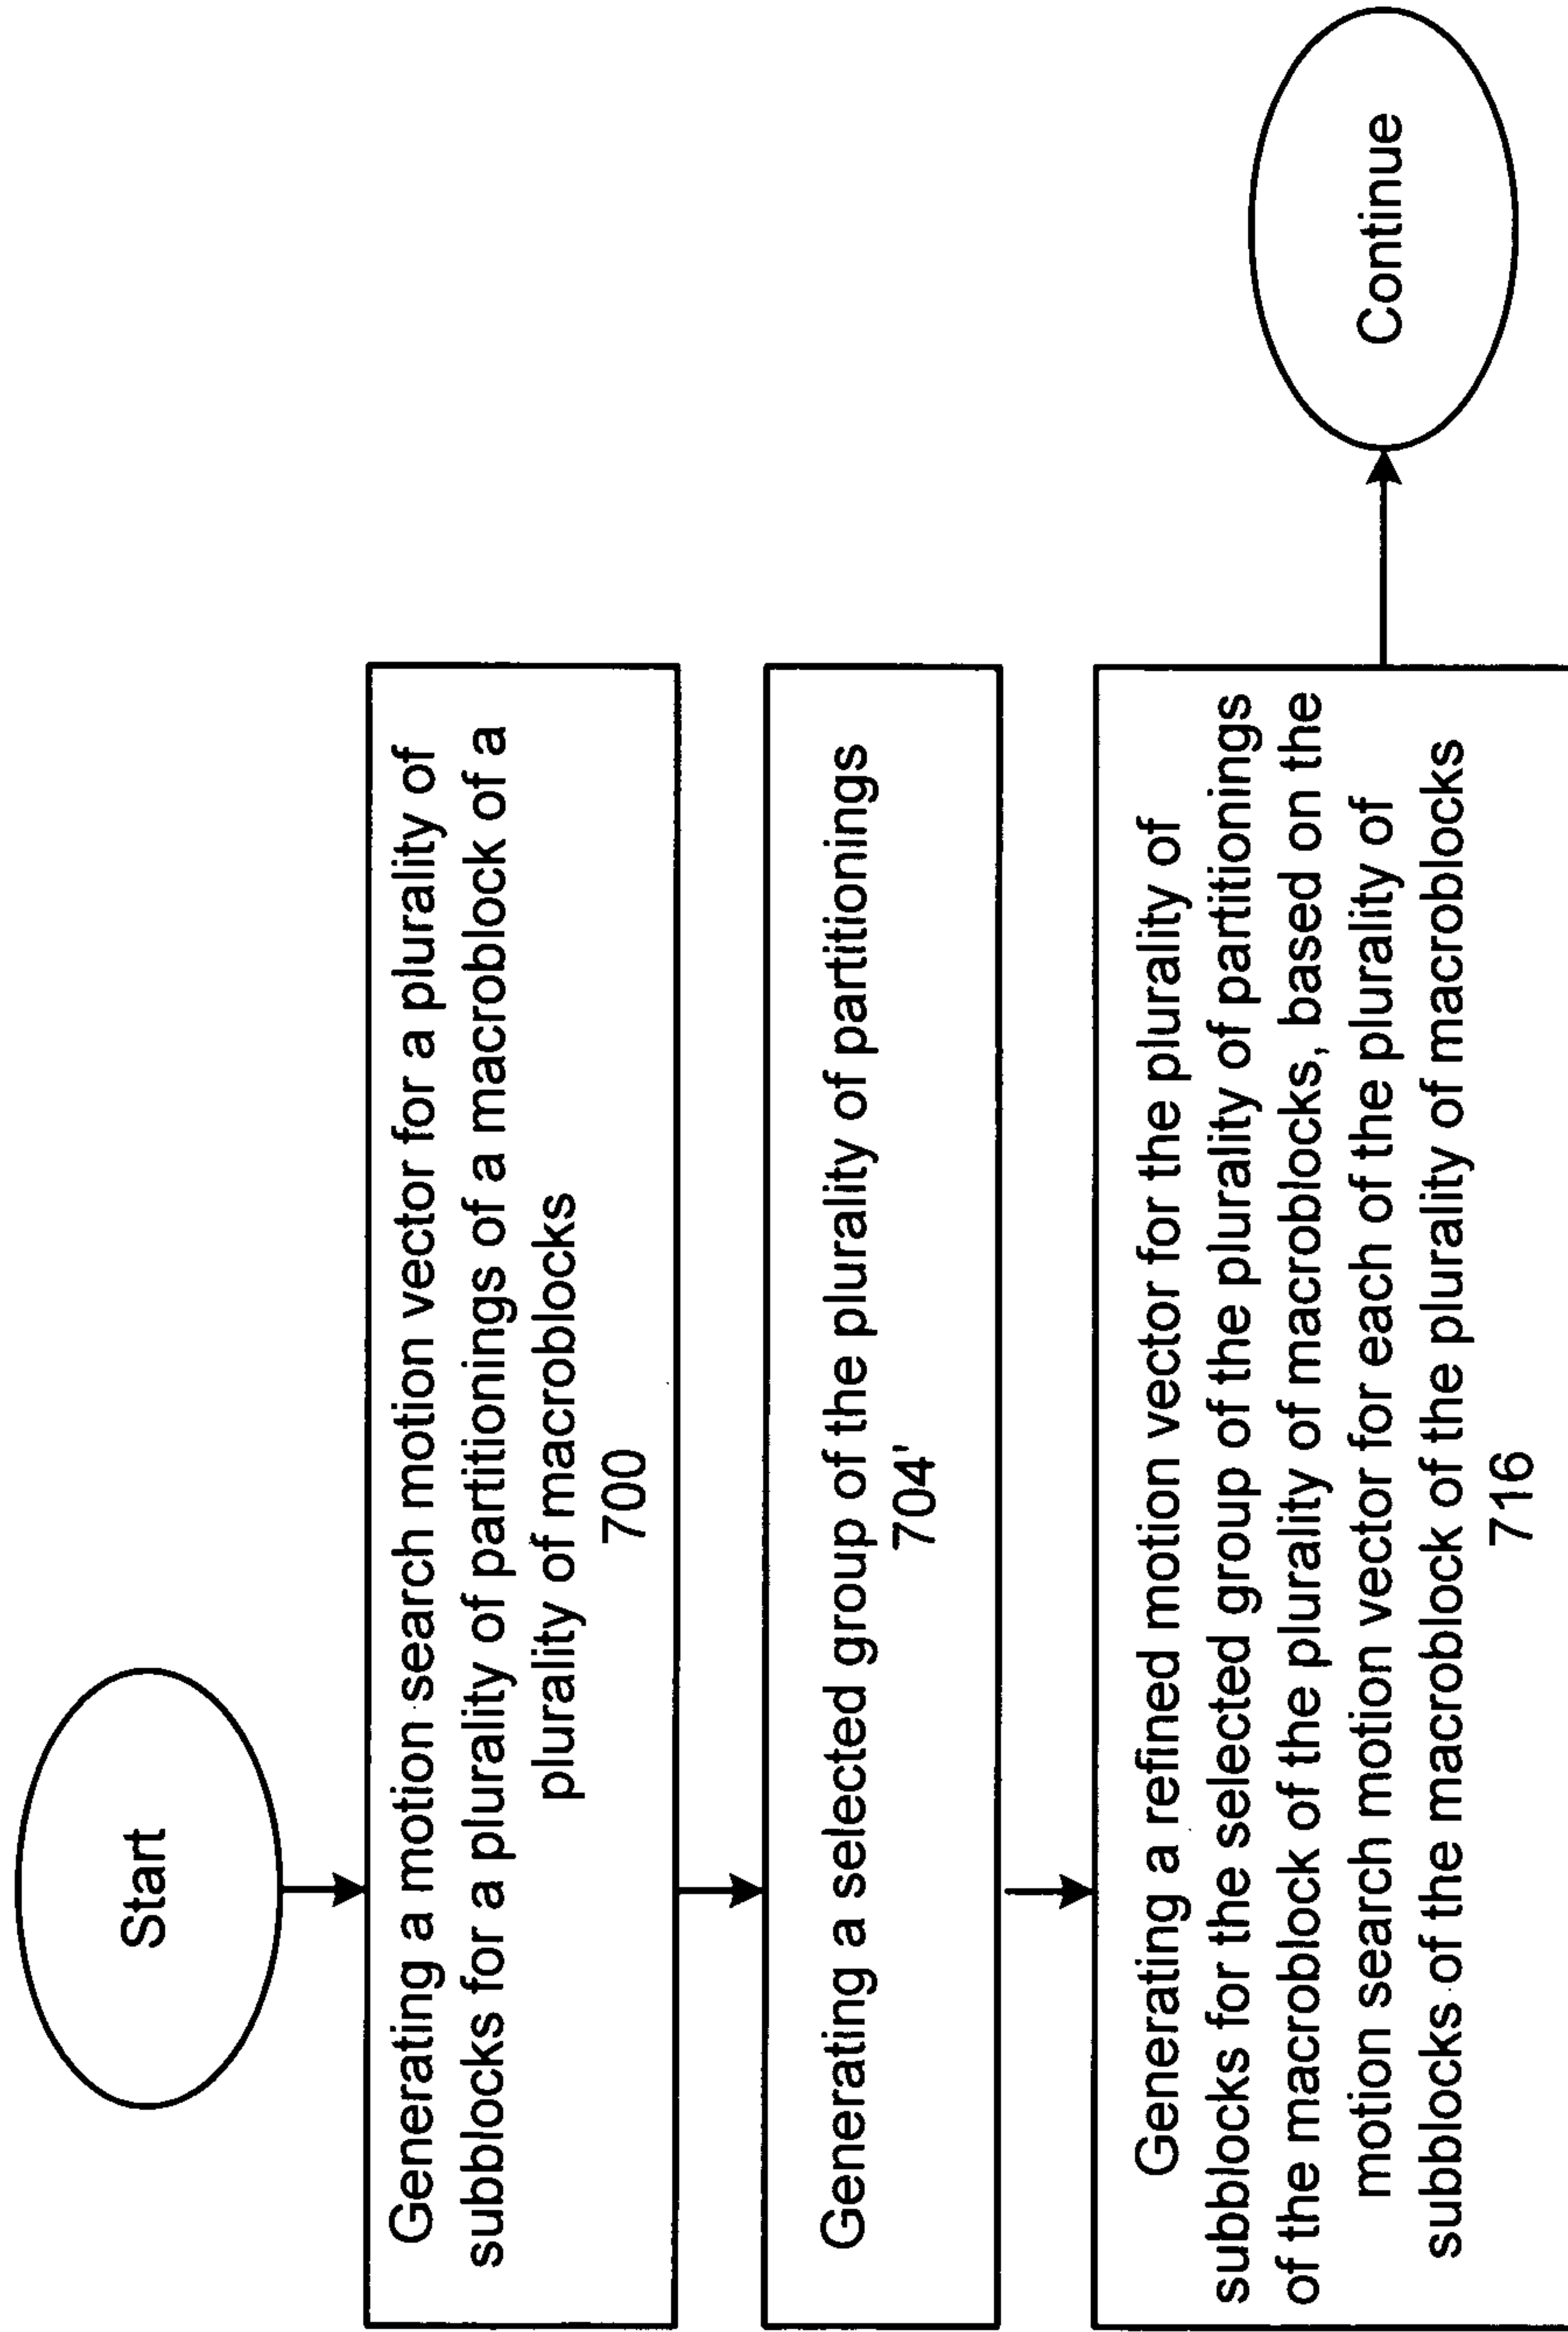 Start
Generating a motion search motion vector for a plurality of
subblocks for a plurality of partitionings of a macroblock of a
plurality of macroblocks
700
Generating a selected group of the plurality of partitionings
704'
Generating a refined motion vector for the plurality of
subblocks for the selected group of the plurality of partitionings
of the macroblock of the plurality of macroblocks, based on the
motion search motion vector for each of the plurality of
subblocks of the macroblock of the plurality of macroblocks
716
Continue